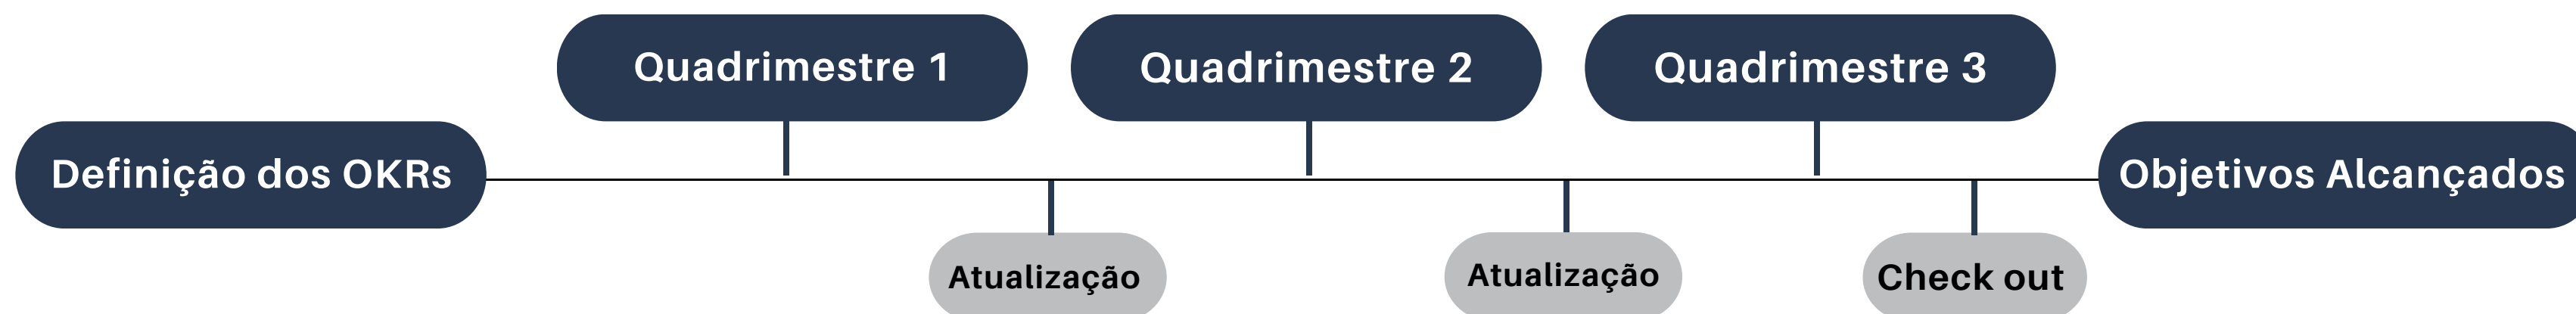 Quadrimestre 1
Quadrimestre 2
Quadrimestre 3
Definição dos OKRs
Objetivos Alcançados
Atualização
Atualização
Check out